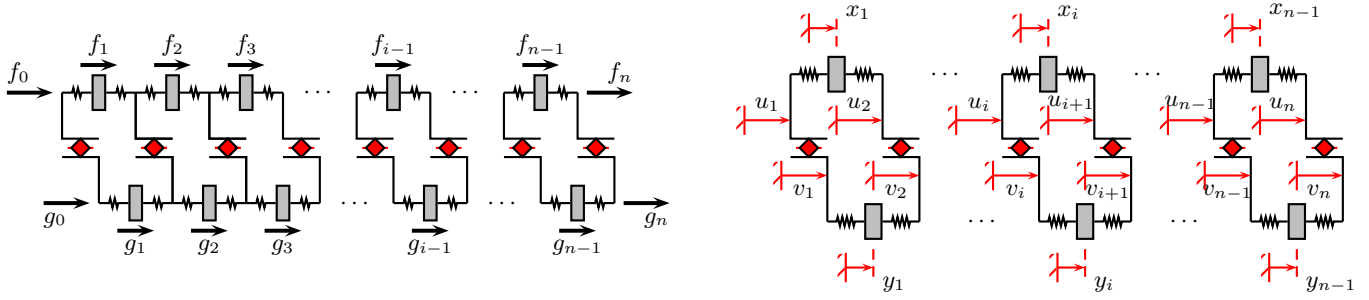 f_1 f_2 f_3 f_{i-1} f_{n-1}
f_0 f_n
... ...
... ...
g_0 g_n
g_1 g_2 g_3 g_{i-1} g_{n-1}
x_1 x_i x_{n-1}
... ...
u_1 u_2 u_i u_{i+1} u_{n-1} u_n
v_1 v_2 v_i v_{i+1} v_{n-1} v_n
... ...
y_1 y_i y_{n-1}